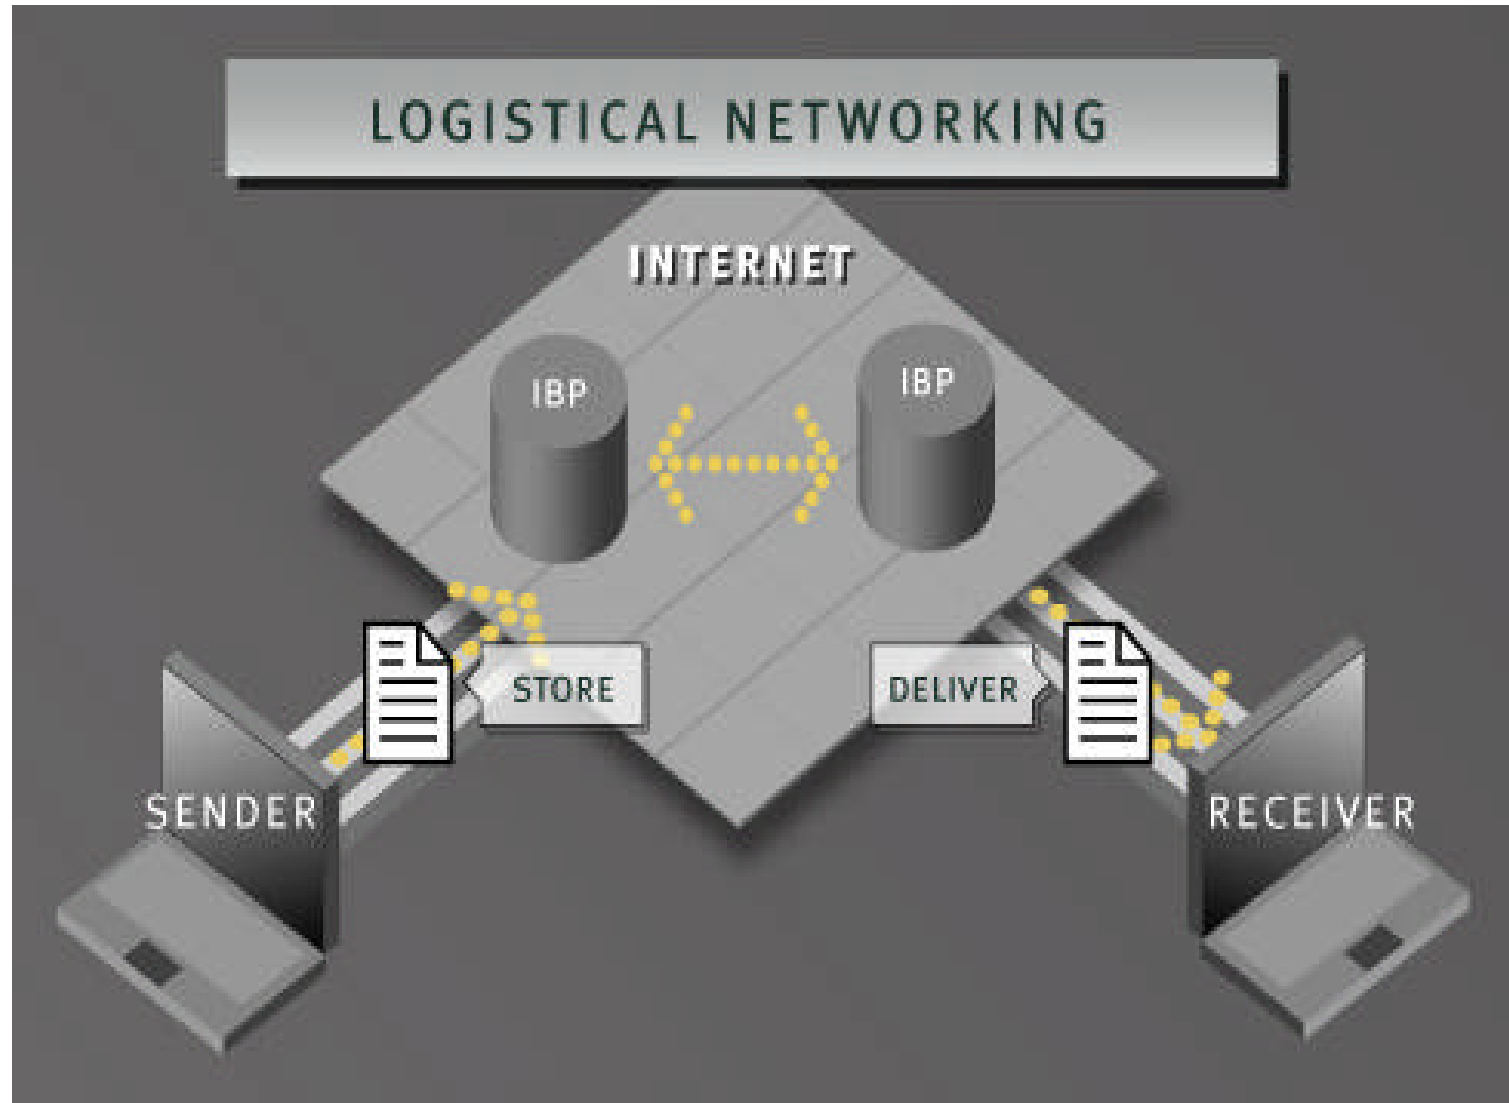 LOGISTICAL NETWORKING
INTERNET
IBP
IBP
STORE
DELIVER
SENDER
RECEIVER